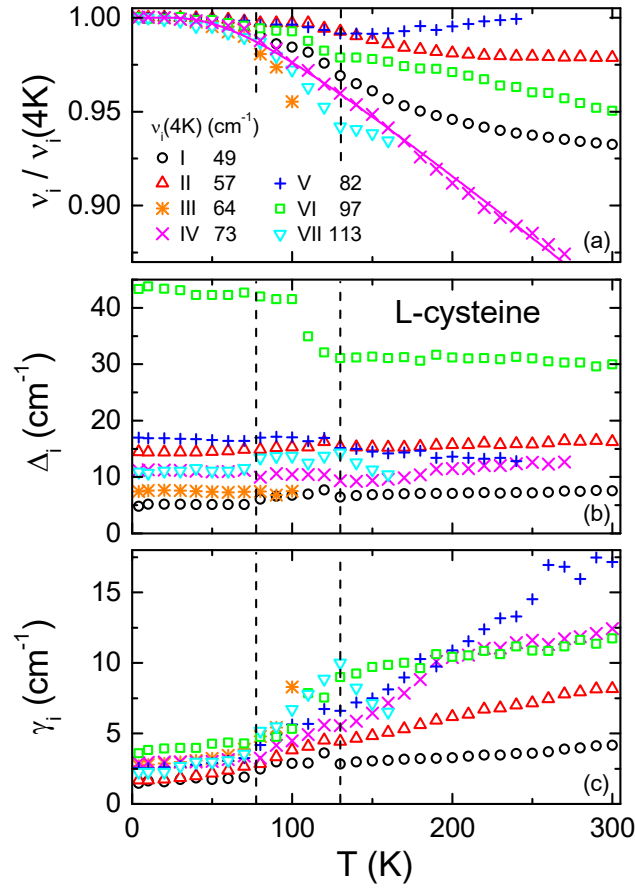 1.00
0.95
0.90
ν_i / ν_i(4K)
ν_i(4K) (cm⁻¹)
I 49
II 57 V 82
III 64 VI 97
IV 73 VII 113
(a)
40
30
20
10
0
Δ_i (cm⁻¹)
L-cysteine
(b)
15
10
5
0
γ_i (cm⁻¹)
(c)
0 100 200 300
T (K)